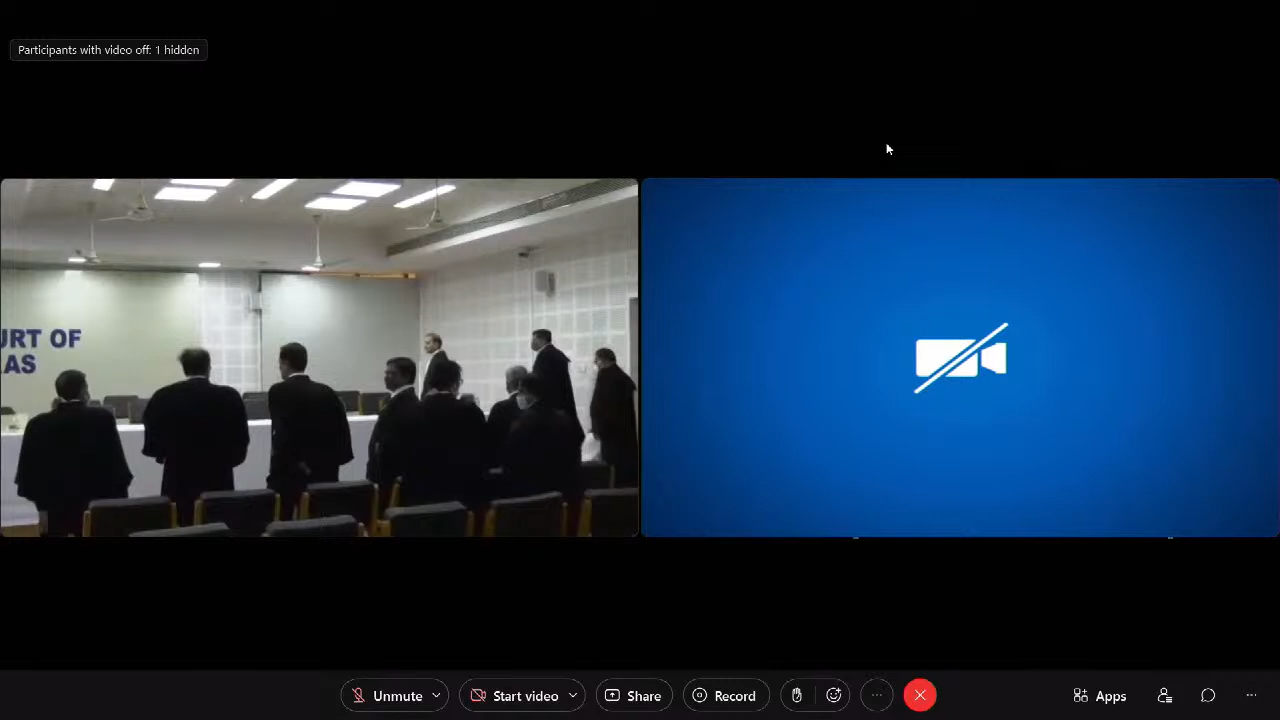 Participants with video off: 1 hidden
URT OF
AS
Unmute
Start video
Share
Record
Apps